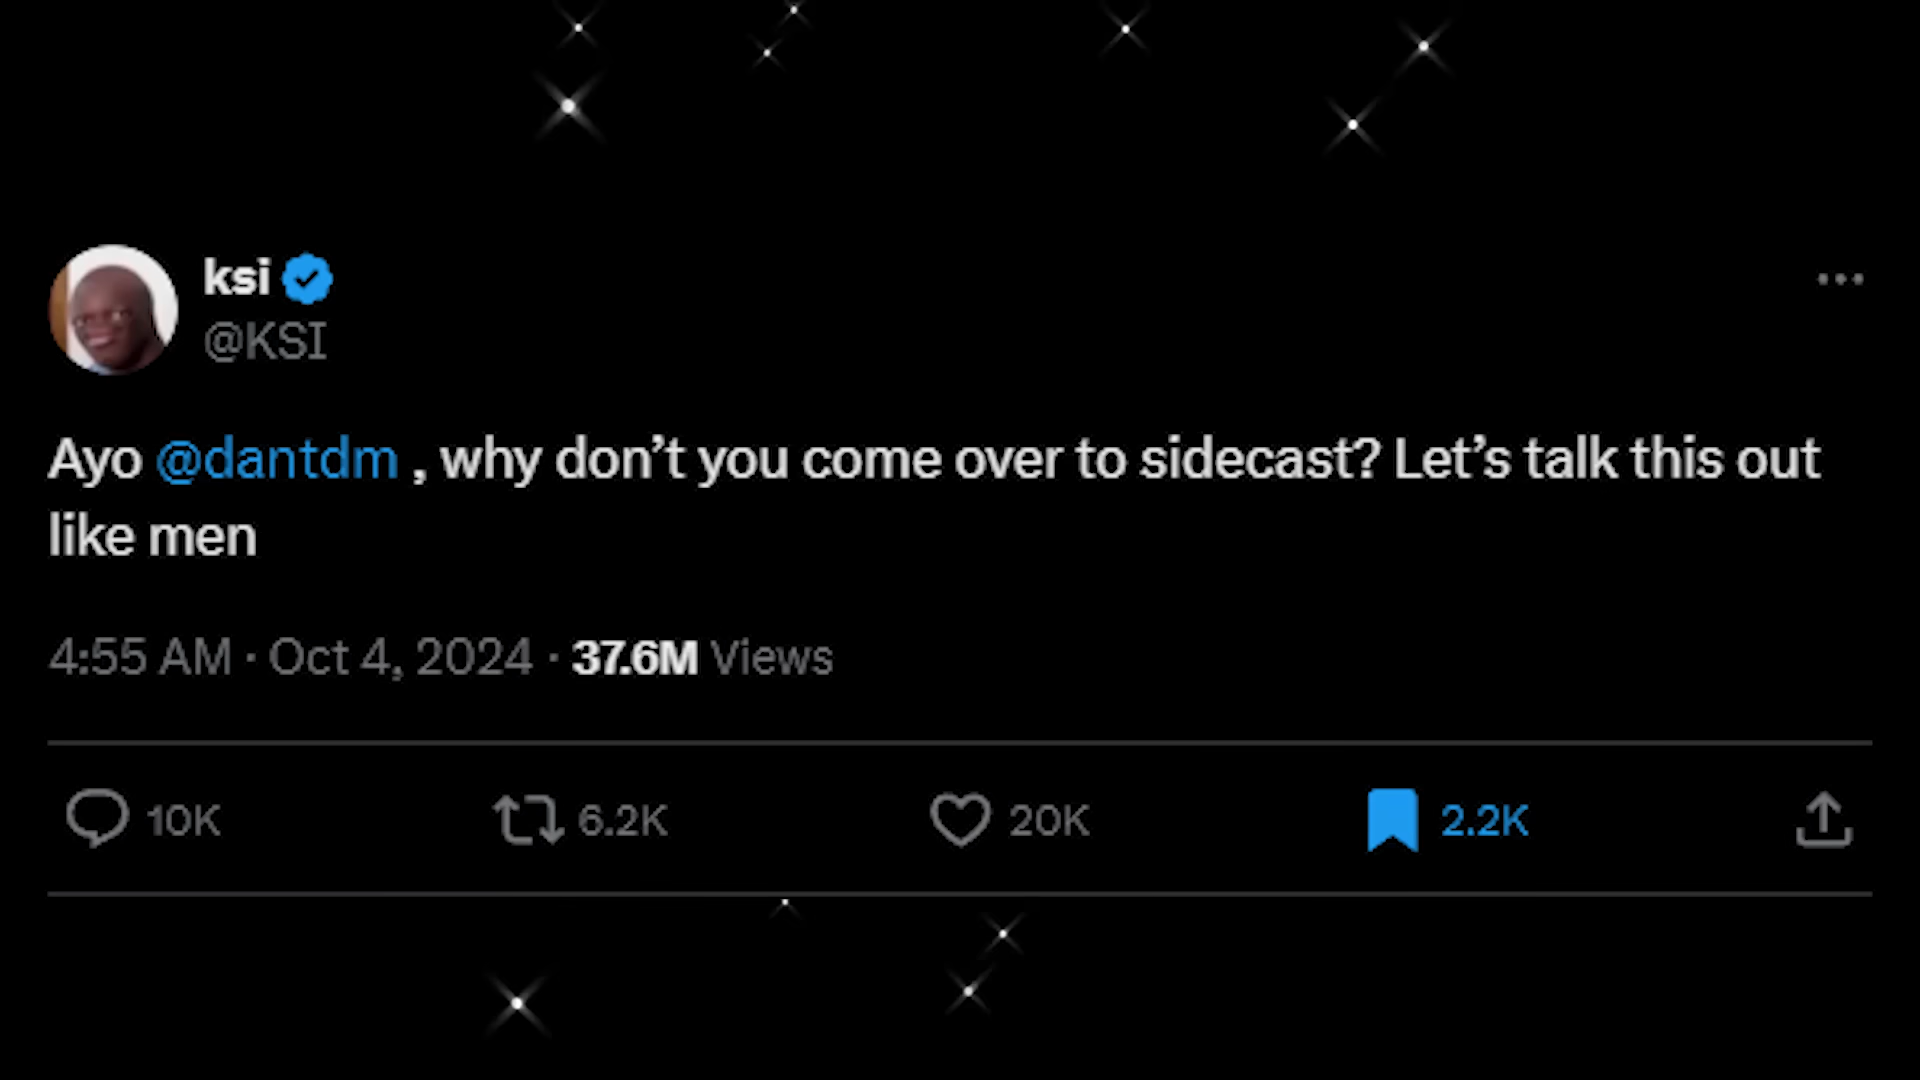 ksi
@KSI
Ayo @dantdm , why don’t you come over to sidecast? Let’s talk this out
like men
4:55 AM · Oct 4, 2024 · 37.6M Views
10K 6.2K 20K 2.2K